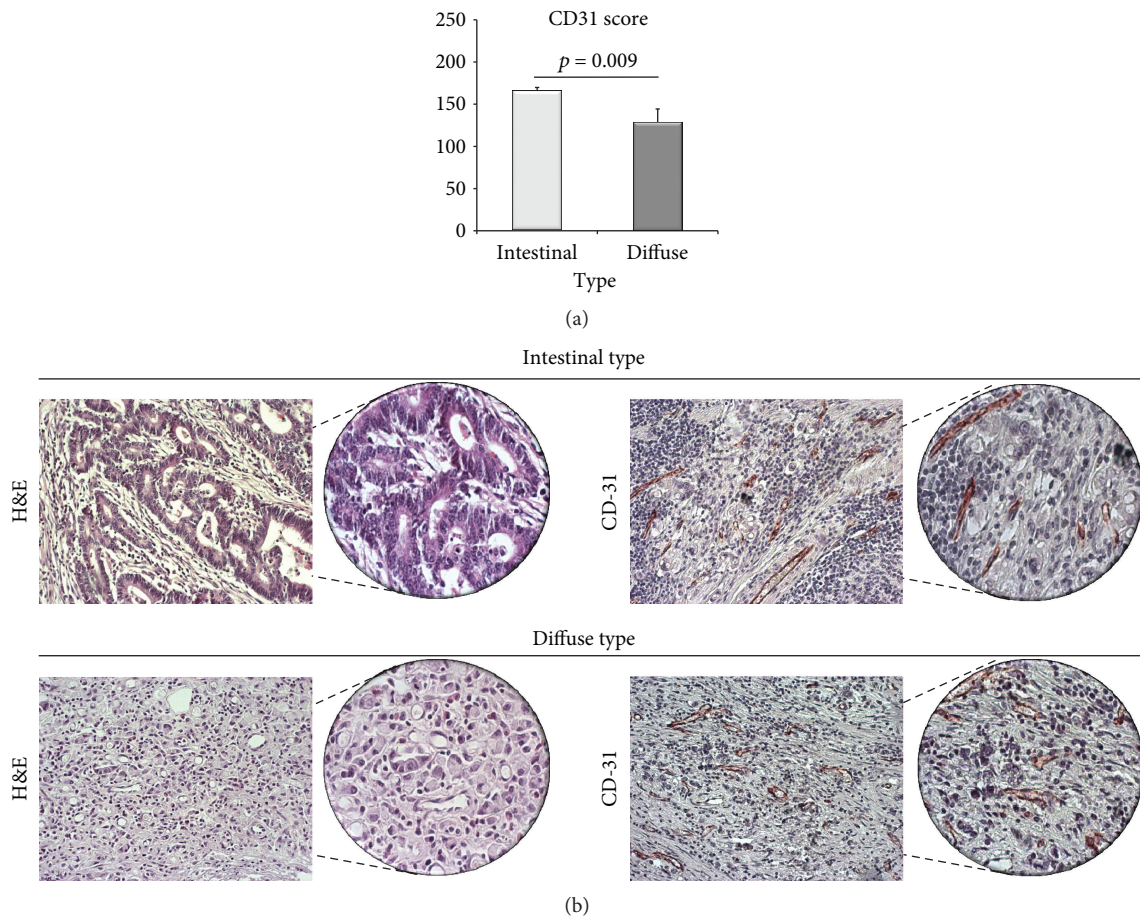 CD31 score
250
200
150
100
50
0
p = 0.009
Intestinal
Diffuse
Type
(a)
Intestinal type
H&E
CD-31
Diffuse type
H&E
CD-31
(b)